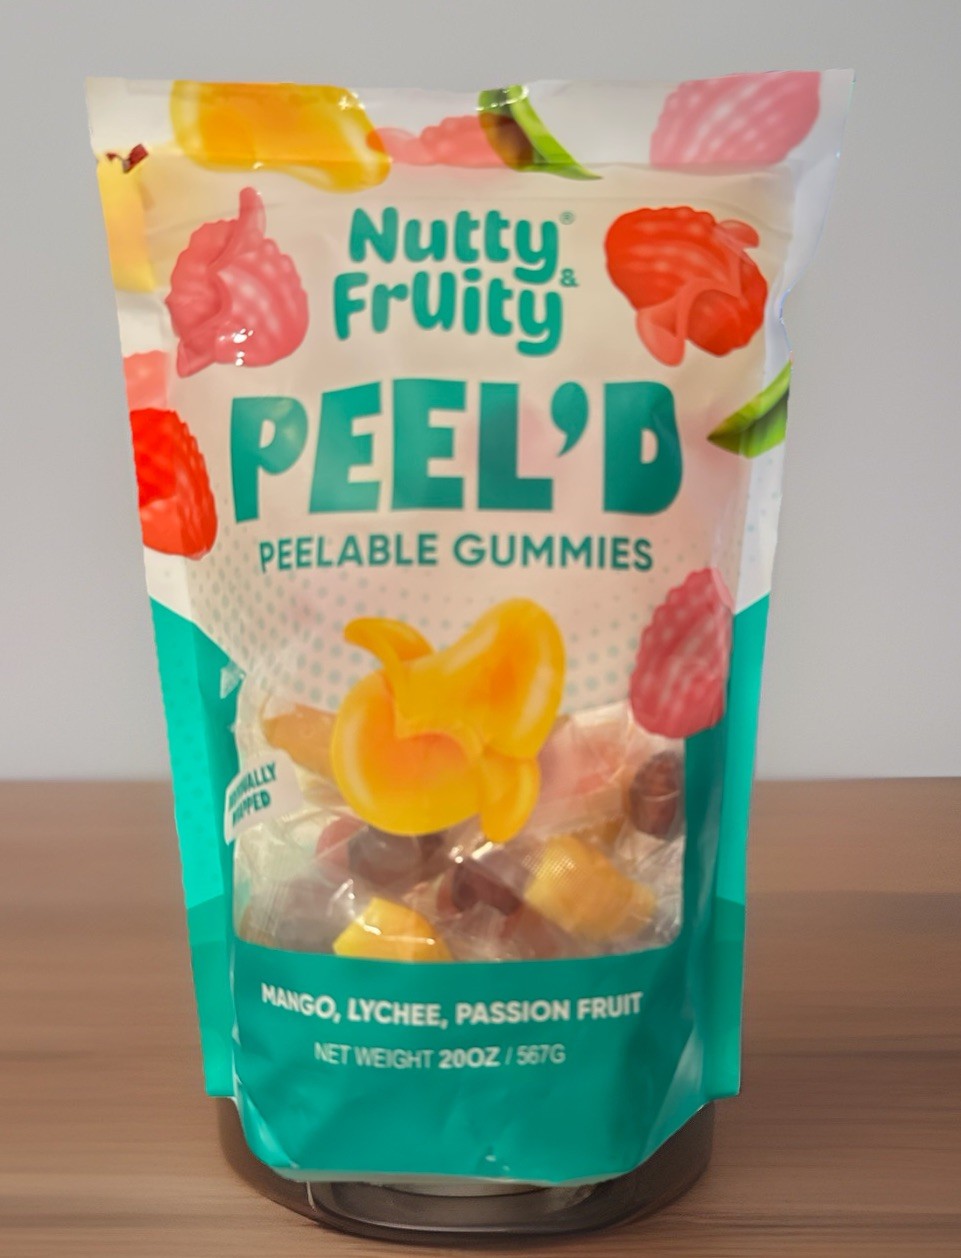 Nutty®
& Fruity
PEEL'D
PEELABLE GUMMIES
MANGO, LYCHEE, PASSION FRUIT
NET WEIGHT 20OZ / 567G